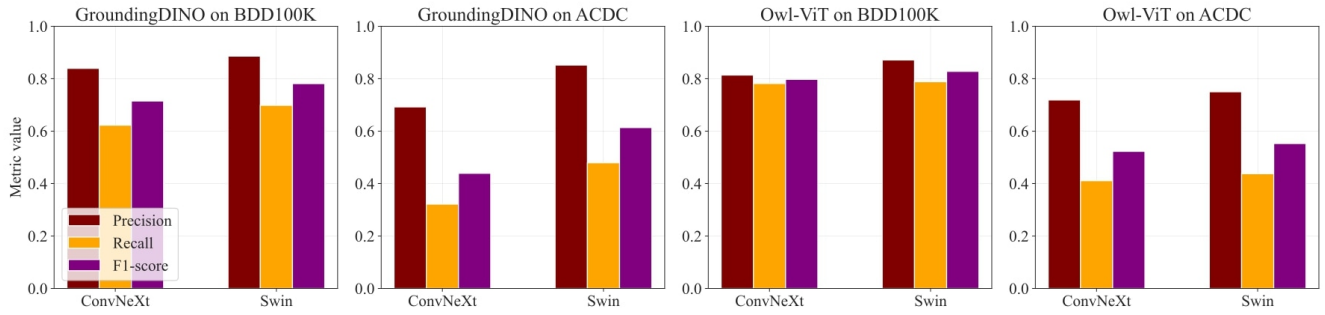 GroundingDINO on BDD100K
Metric value
1.0
0.8
0.6
0.4
0.2
0.0
Precision
Recall
F1-score
ConvNeXt Swin
GroundingDINO on ACDC
1.0
0.8
0.6
0.4
0.2
0.0
ConvNeXt Swin
Owl-ViT on BDD100K
1.0
0.8
0.6
0.4
0.2
0.0
ConvNeXt Swin
Owl-ViT on ACDC
1.0
0.8
0.6
0.4
0.2
0.0
ConvNeXt Swin